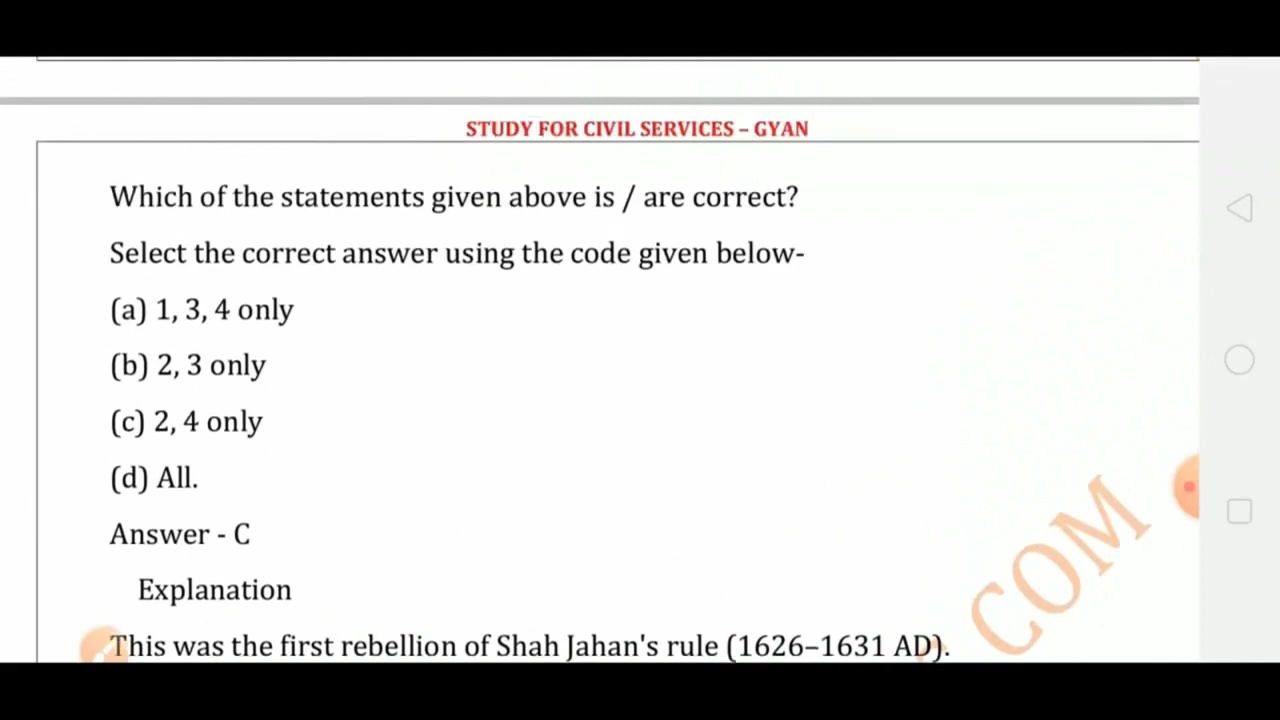 STUDY FOR CIVIL SERVICES – GYAN
Which of the statements given above is / are correct?
Select the correct answer using the code given below-
(a) 1, 3, 4 only
(b) 2, 3 only
(c) 2, 4 only
(d) All.
Answer - C
Explanation
This was the first rebellion of Shah Jahan's rule (1626–1631 AD).
COM